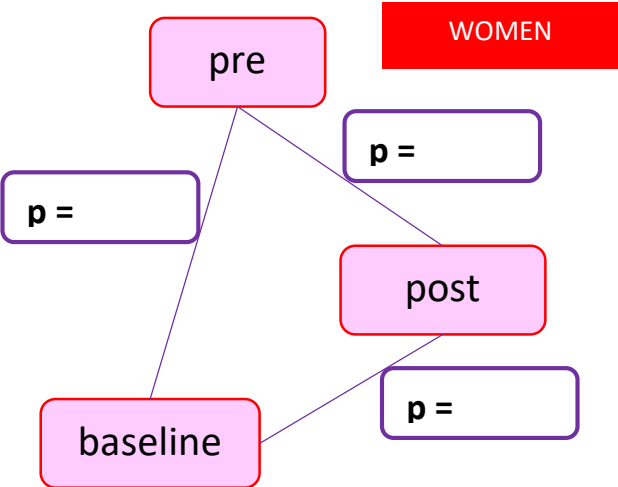 WOMEN
pre
p =
p =
post
p =
baseline